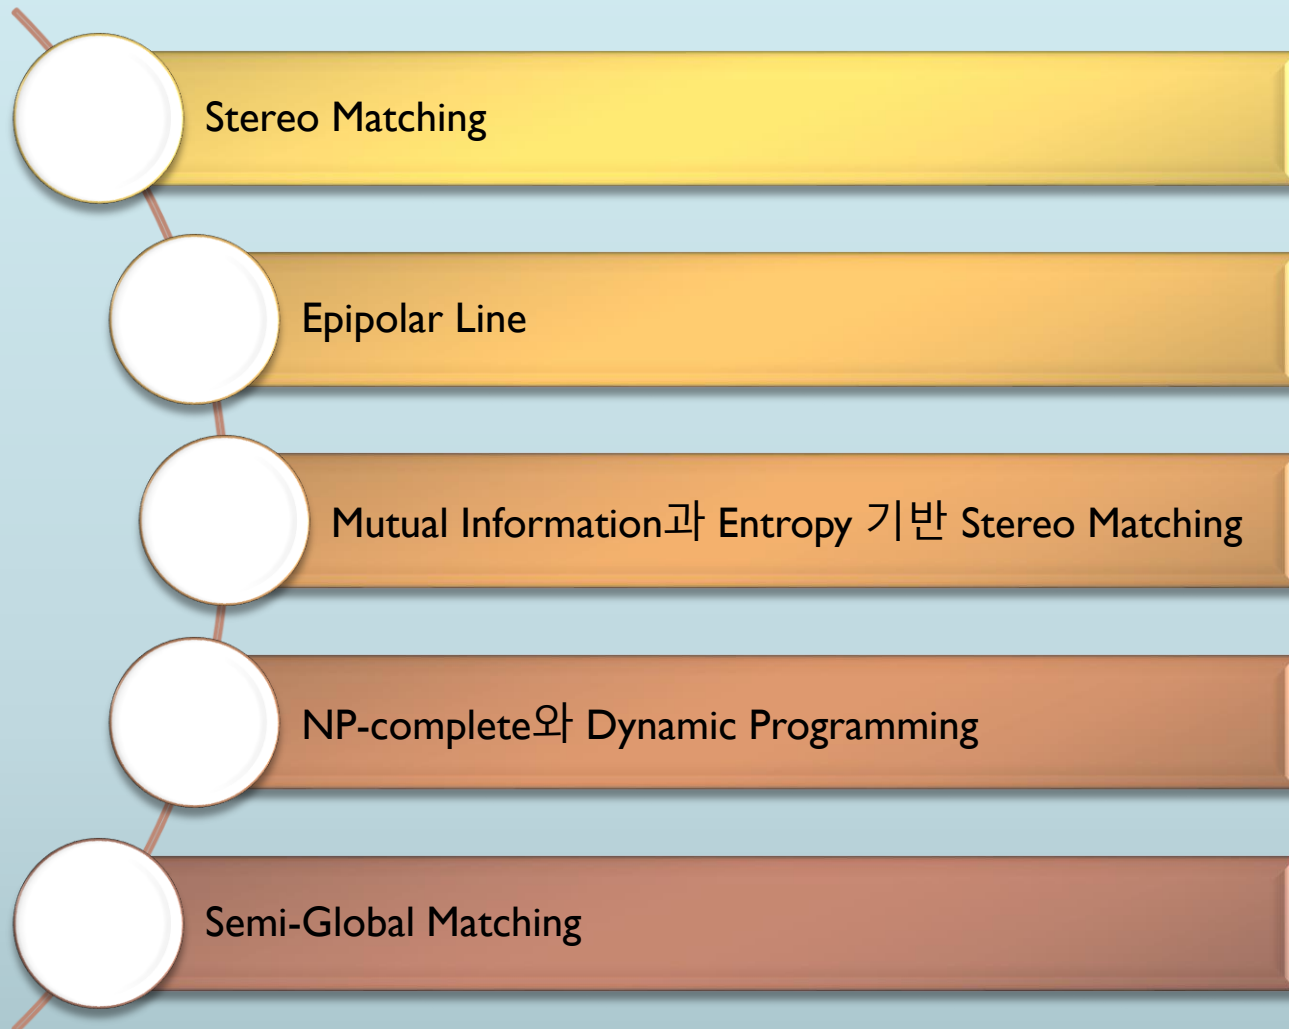 Stereo Matching
Epipolar Line
Mutual Information과 Entropy 기반 Stereo Matching
NP-complete와 Dynamic Programming
Semi-Global Matching